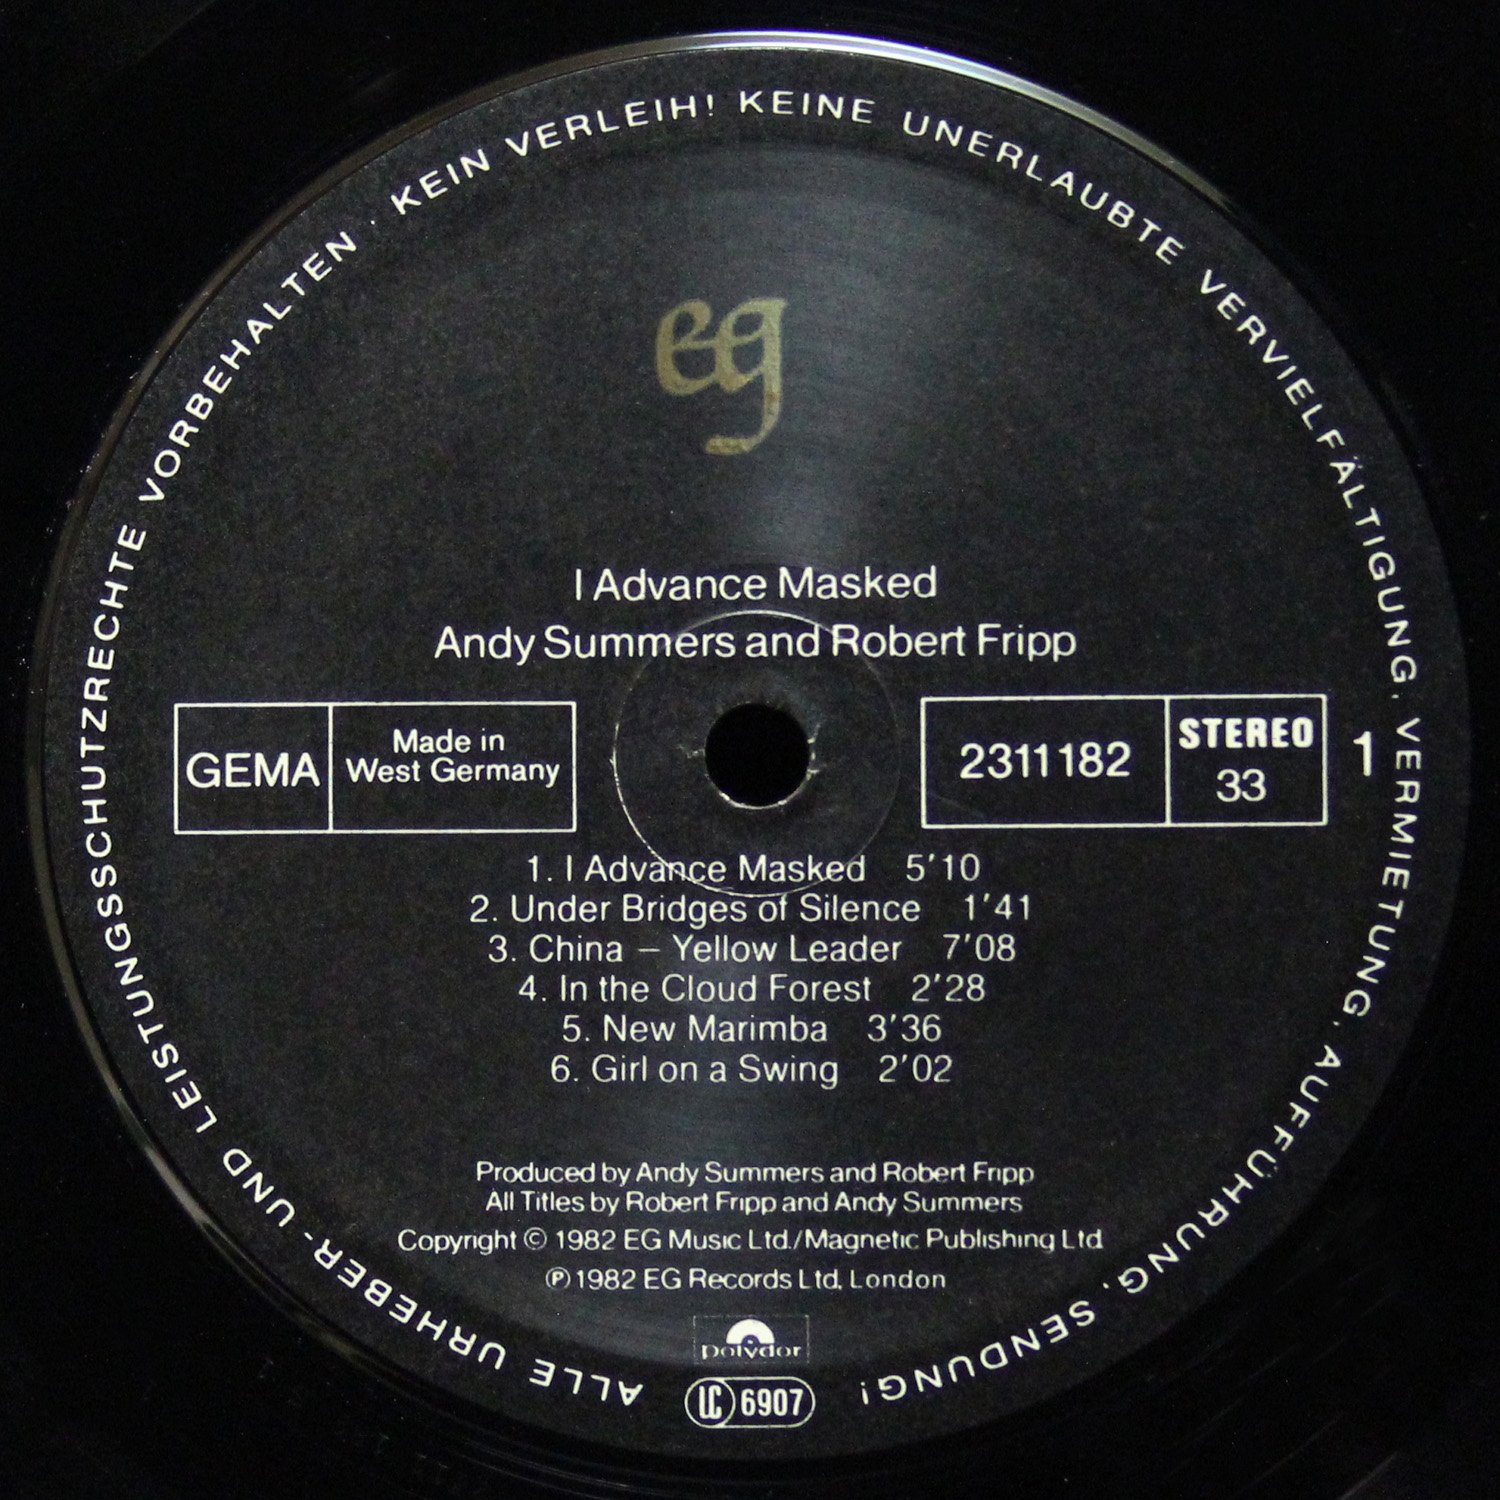 ALLE URHEBER- UND LEISTUNGSSCHUTZRECHTE VORBEHALTEN · KEIN VERLEIH! KEINE UNERLAUBTE VERVIELFÄLTIGUNG, VERMIETUNG, AUFFÜHRUNG, SENDUNG!
eg
I Advance Masked
Andy Summers and Robert Fripp
GEMA
Made in
West Germany
2311182
STEREO
33
1
1. I Advance Masked 5'10
2. Under Bridges of Silence 1'41
3. China – Yellow Leader 7'08
4. In the Cloud Forest 2'28
5. New Marimba 3'36
6. Girl on a Swing 2'02
Produced by Andy Summers and Robert Fripp
All Titles by Robert Fripp and Andy Summers
Copyright © 1982 EG Music Ltd./Magnetic Publishing Ltd
℗ 1982 EG Records Ltd, London
polydor
LC 6907